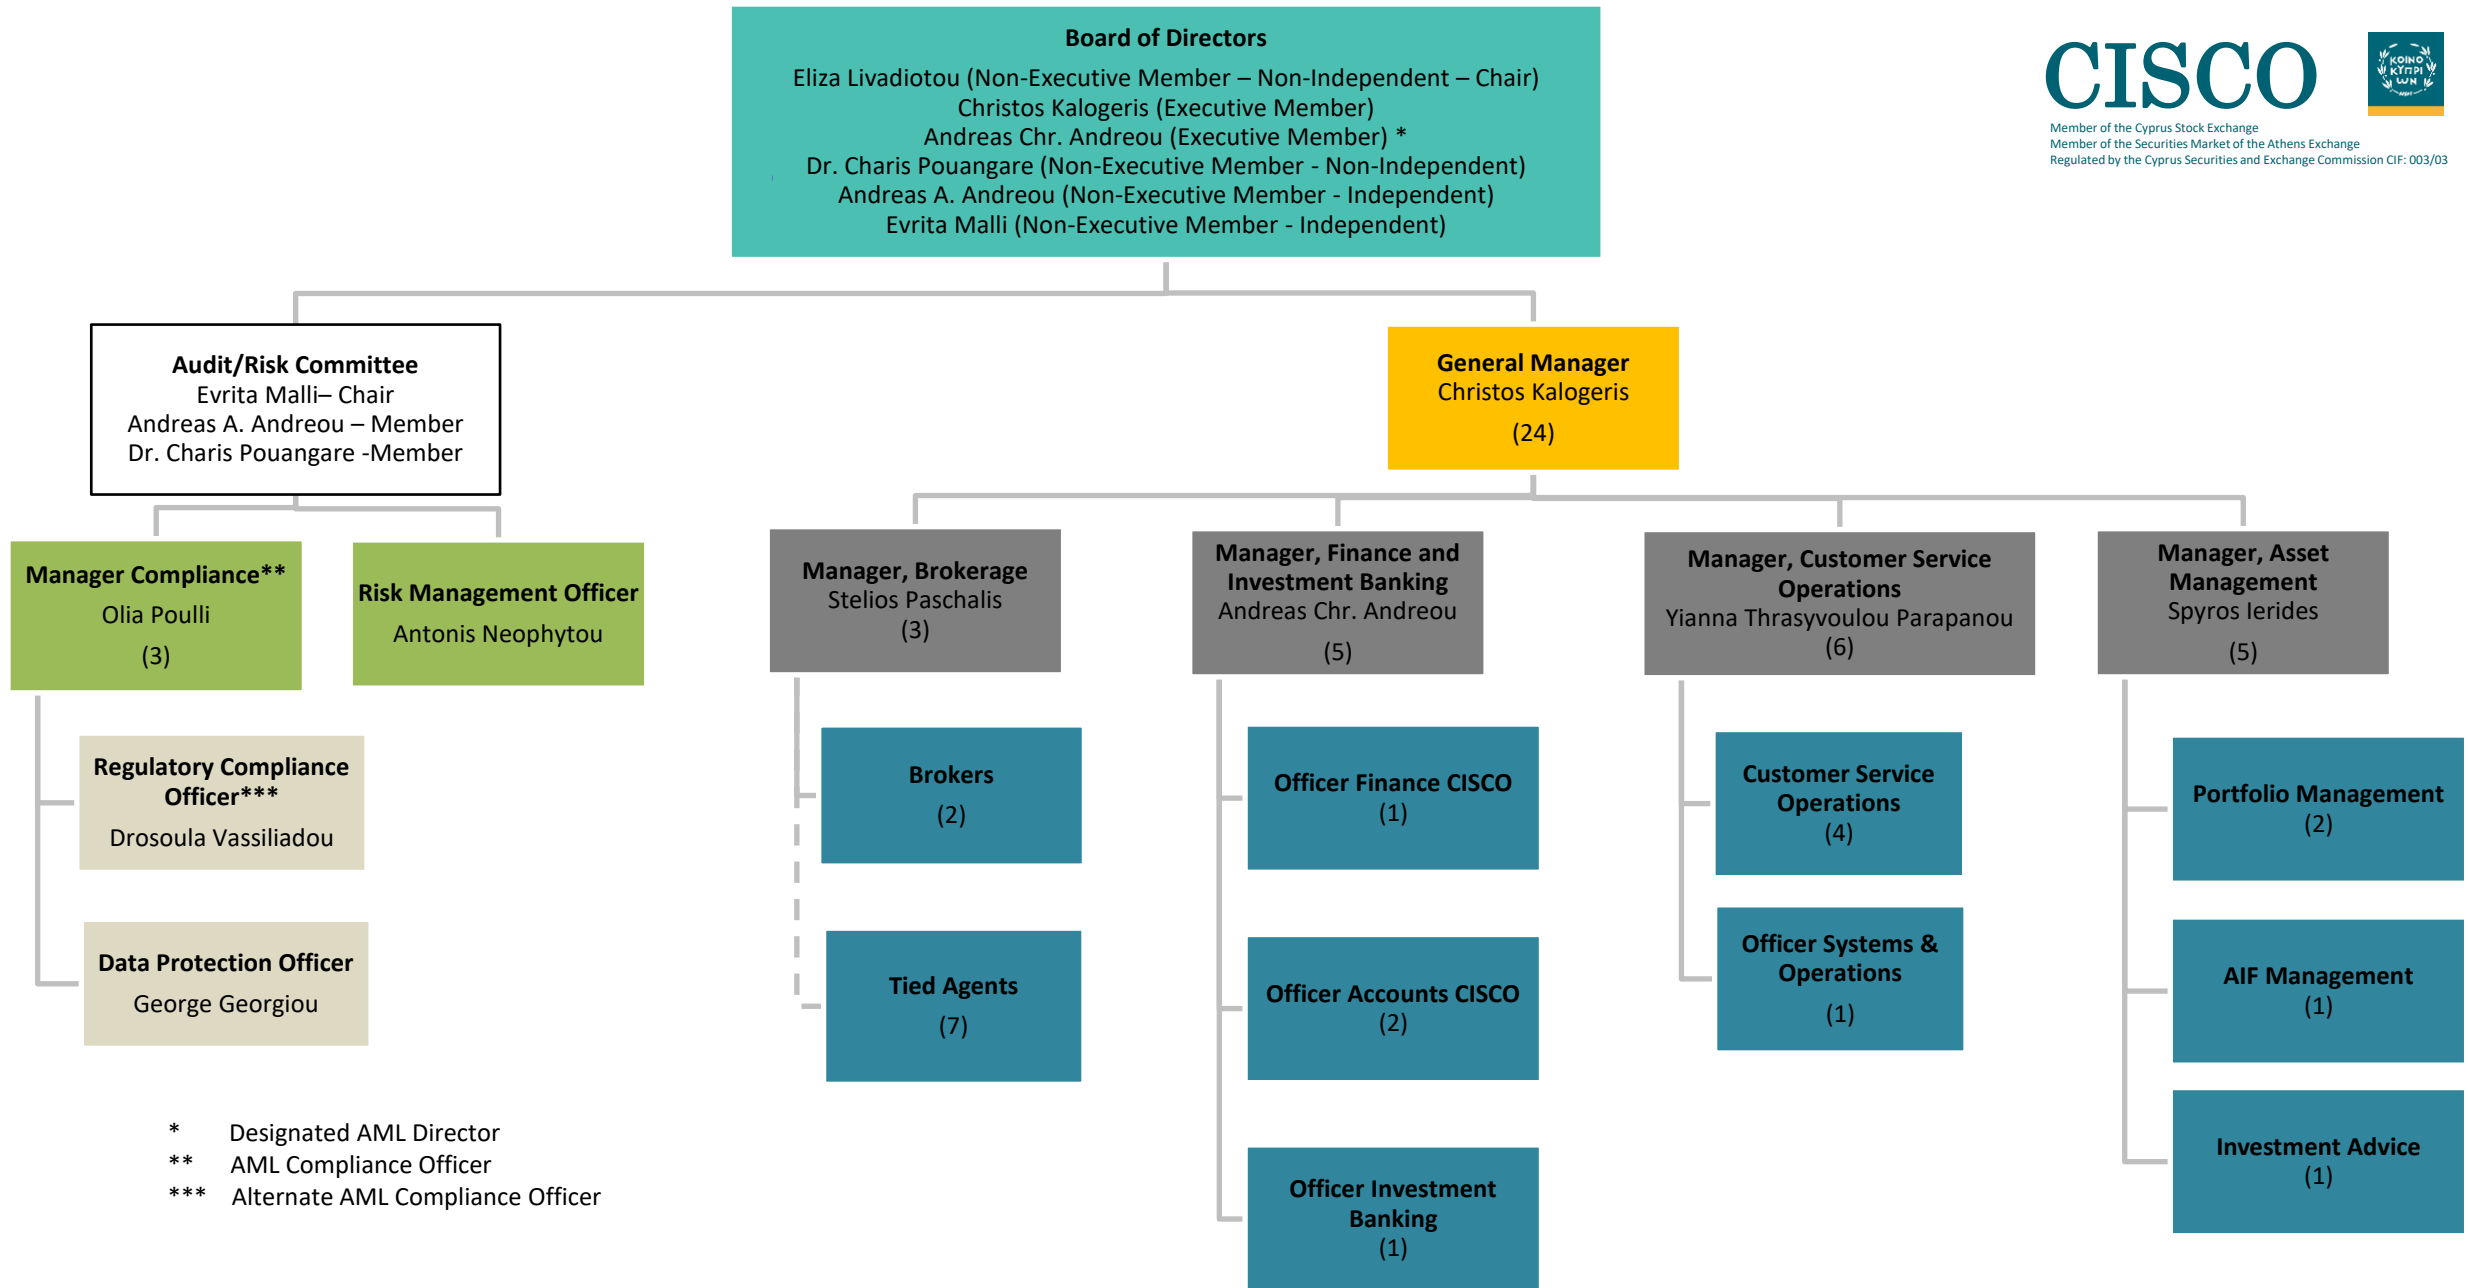 Board of Directors
Eliza Livadiotou (Non-Executive Member – Non-Independent – Chair)
Christos Kalogeris (Executive Member)
Andreas Chr. Andreou (Executive Member) *
Dr. Charis Pouangare (Non-Executive Member - Non-Independent)
Andreas A. Andreou (Non-Executive Member - Independent)
Evrita Malli (Non-Executive Member - Independent)
CISCO
ΚΟΙΝΟ
ΚΥΠΡΙ
ωΝ
Member of the Cyprus Stock Exchange
Member of the Securities Market of the Athens Exchange
Regulated by the Cyprus Securities and Exchange Commission CIF: 003/03
Audit/Risk Committee
Evrita Malli– Chair
Andreas A. Andreou – Member
Dr. Charis Pouangare -Member
General Manager
Christos Kalogeris
(24)
Manager Compliance**
Olia Poulli
(3)
Risk Management Officer
Antonis Neophytou
Manager, Brokerage
Stelios Paschalis
(3)
Manager, Finance and
Investment Banking
Andreas Chr. Andreou
(5)
Manager, Customer Service
Operations
Yianna Thrasyvoulou Parapanou
(6)
Manager, Asset
Management
Spyros Ierides
(5)
Regulatory Compliance
Officer***
Drosoula Vassiliadou
Data Protection Officer
George Georgiou
Brokers
(2)
Tied Agents
(7)
Officer Finance CISCO
(1)
Officer Accounts CISCO
(2)
Officer Investment
Banking
(1)
Customer Service
Operations
(4)
Officer Systems &
Operations
(1)
Portfolio Management
(2)
AIF Management
(1)
Investment Advice
(1)
* Designated AML Director
** AML Compliance Officer
*** Alternate AML Compliance Officer